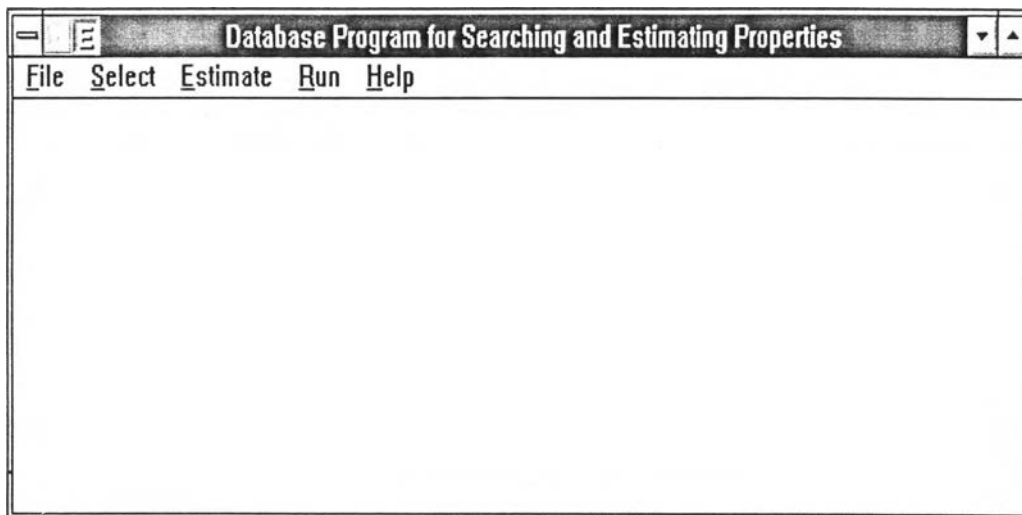 Database Program for Searching and Estimating Properties
File Select Estimate Run Help